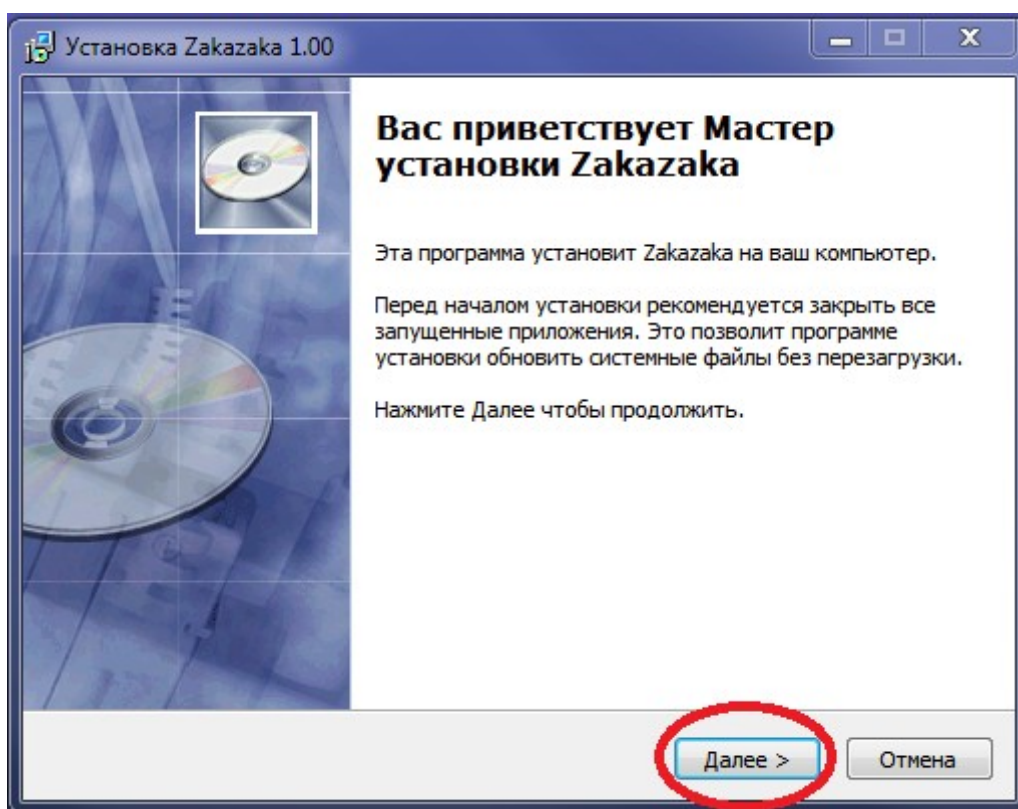 Установка Zakazaka 1.00
Вас приветствует Мастер
установки Zakazaka
Эта программа установит Zakazaka на ваш компьютер.
Перед началом установки рекомендуется закрыть все
запущенные приложения. Это позволит программе
установки обновить системные файлы без перезагрузки.
Нажмите Далее чтобы продолжить.
Далее > Отмена